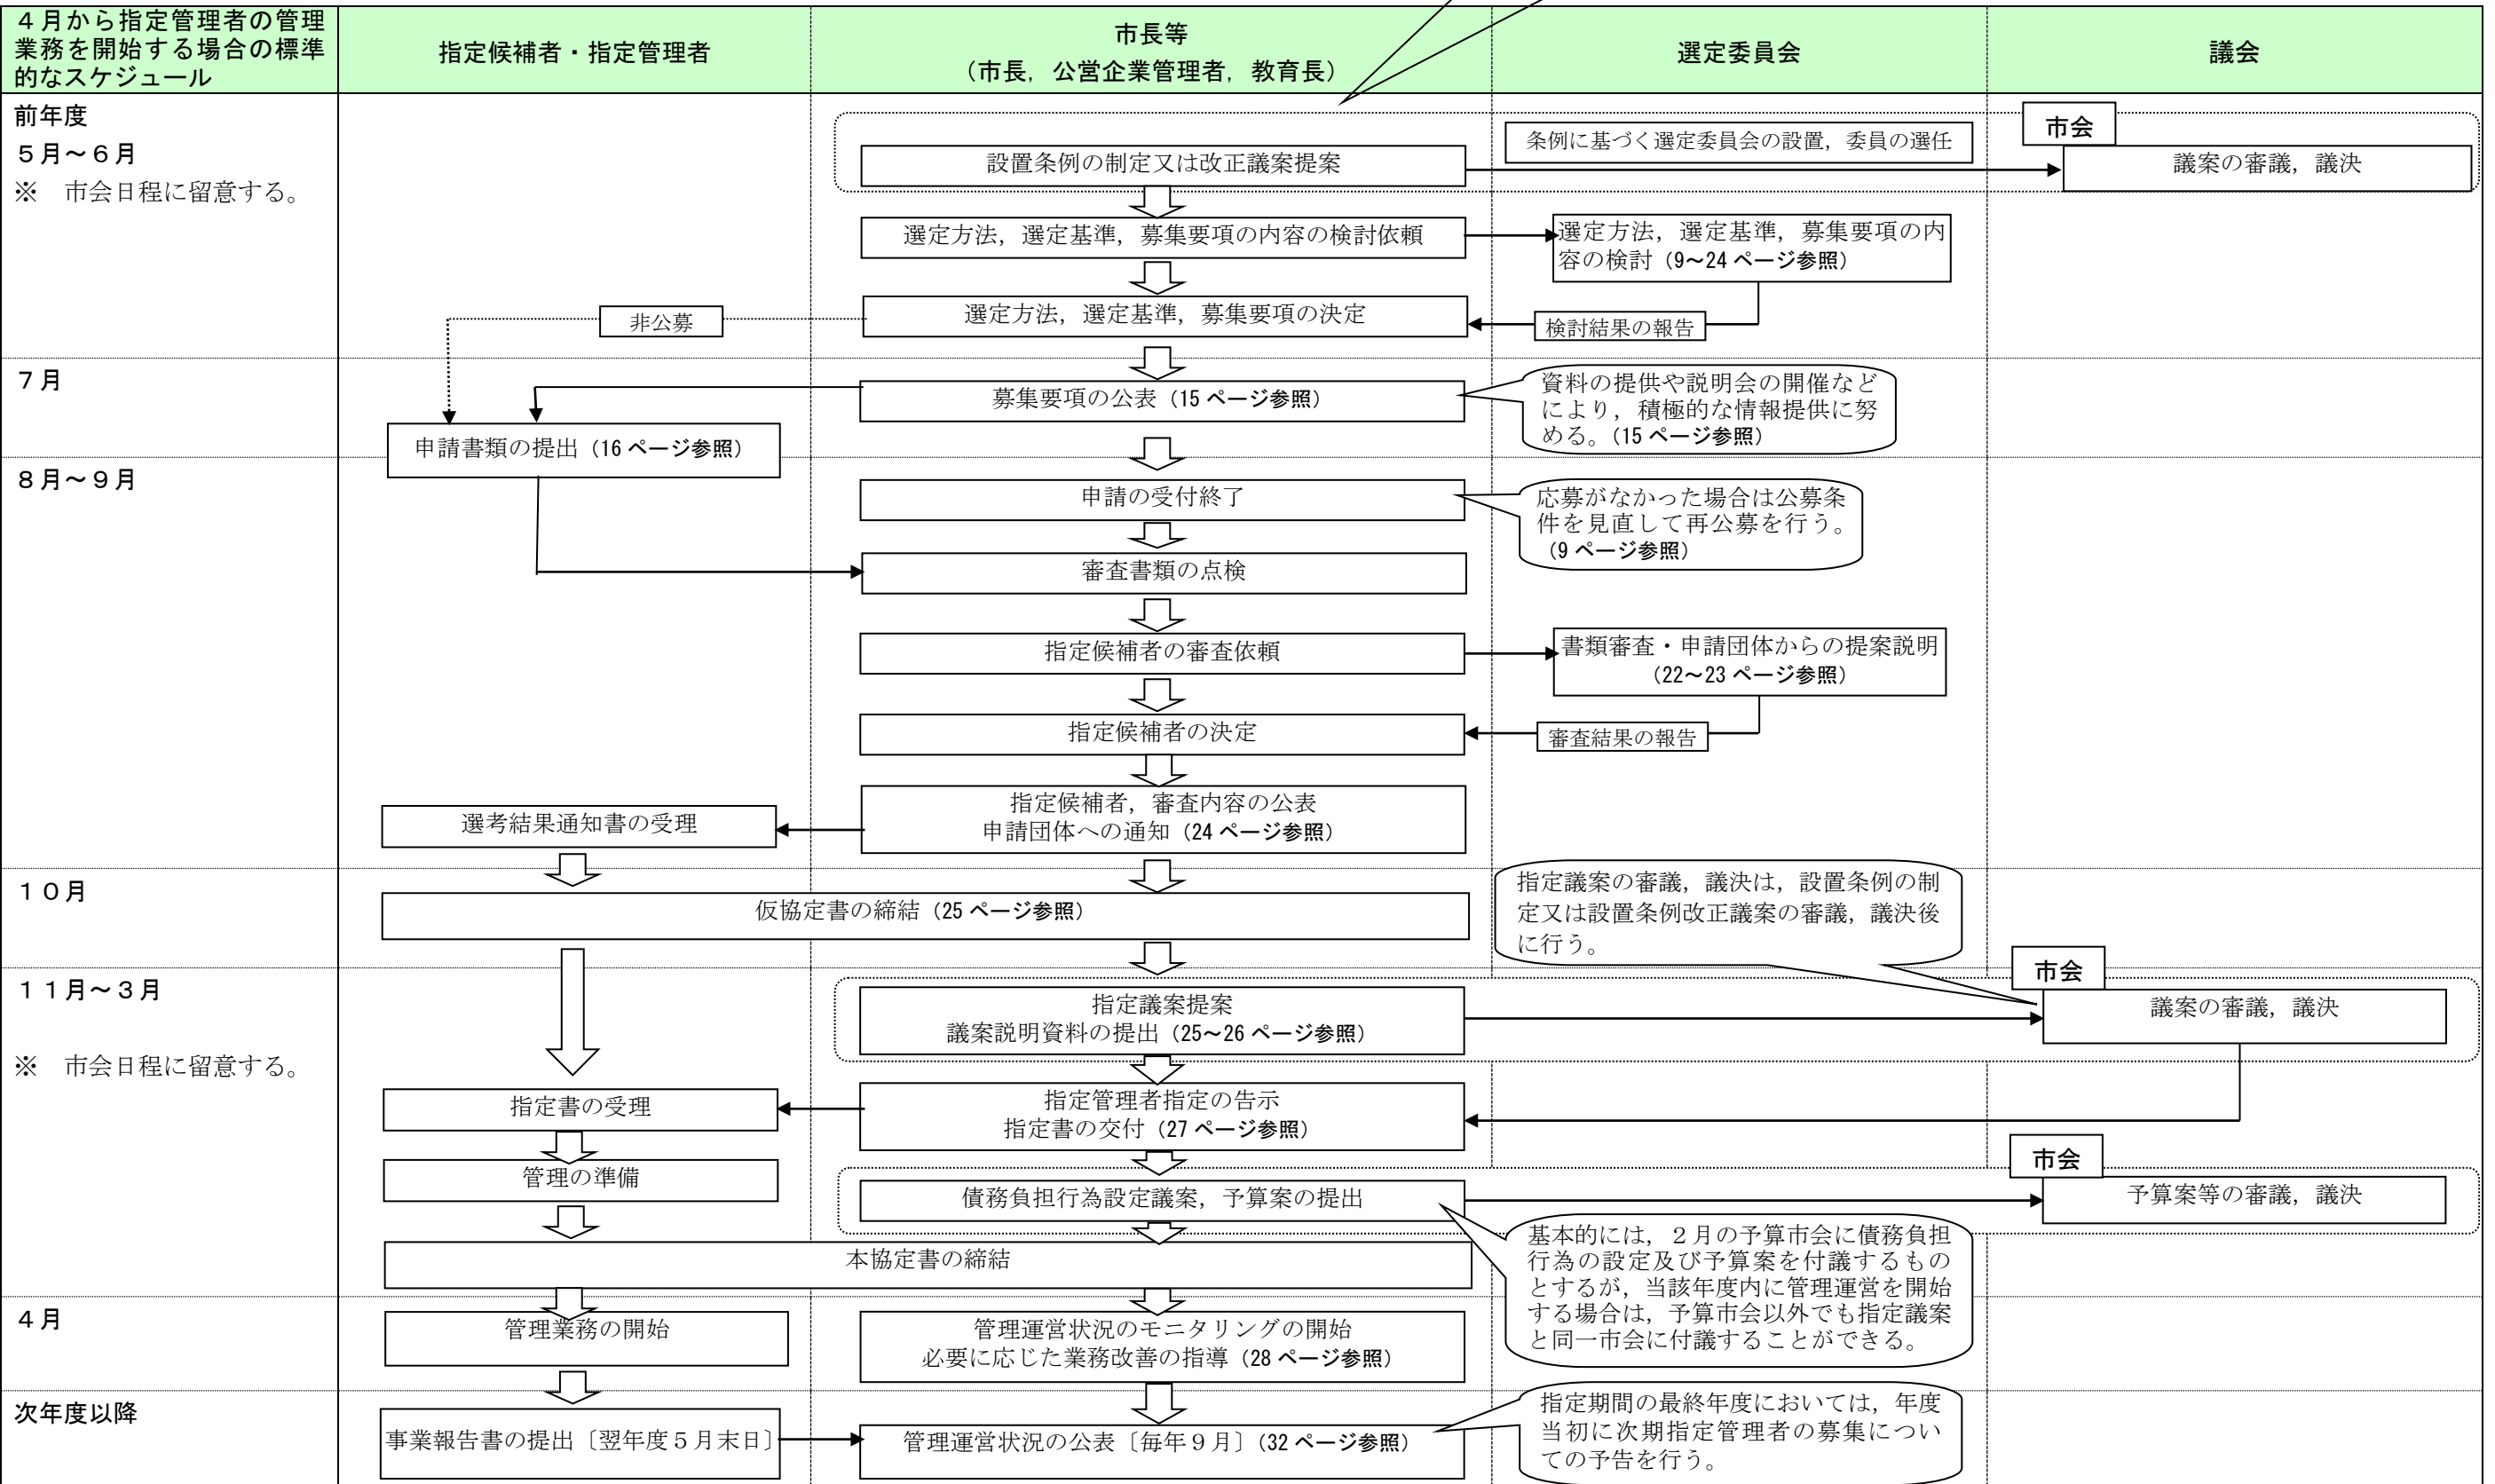 ４月から指定管理者の管理
業務を開始する場合の標準
的なスケジュール
指定候補者・指定管理者
市長等
（市長，公営企業管理者，教育長）
選定委員会
議会
前年度
５月～６月
※　市会日程に留意する。
市会
条例に基づく選定委員会の設置，委員の選任
設置条例の制定又は改正議案提案
議案の審議，議決
選定方法，選定基準，募集要項の内容の検討依頼
選定方法，選定基準，募集要項の内
容の検討（9～24 ページ参照）
非公募
選定方法，選定基準，募集要項の決定
検討結果の報告
７月
募集要項の公表（15 ページ参照）
資料の提供や説明会の開催など
により，積極的な情報提供に努
める。（15 ページ参照）
申請書類の提出（16 ページ参照）
８月～９月
申請の受付終了
応募がなかった場合は公募条
件を見直して再公募を行う。
（9 ページ参照）
審査書類の点検
指定候補者の審査依頼
書類審査・申請団体からの提案説明
（22～23 ページ参照）
指定候補者の決定
審査結果の報告
指定候補者，審査内容の公表
申請団体への通知（24 ページ参照）
選考結果通知書の受理
１０月
仮協定書の締結（25 ページ参照）
指定議案の審議，議決は，設置条例の制
定又は設置条例改正議案の審議，議決後
に行う。
１１月～３月
※　市会日程に留意する。
市会
指定議案提案
議案説明資料の提出（25～26 ページ参照）
議案の審議，議決
指定書の受理
指定管理者指定の告示
指定書の交付（27 ページ参照）
管理の準備
市会
債務負担行為設定議案，予算案の提出
予算案等の審議，議決
基本的には，２月の予算市会に債務負担
行為の設定及び予算案を付議するもの
とするが，当該年度内に管理運営を開始
する場合は，予算市会以外でも指定議案
と同一市会に付議することができる。
本協定書の締結
４月
管理業務の開始
管理運営状況のモニタリングの開始
必要に応じた業務改善の指導（28 ページ参照）
次年度以降
事業報告書の提出〔翌年度５月末日〕
管理運営状況の公表〔毎年９月〕（32 ページ参照）
指定期間の最終年度においては，年度
当初に次期指定管理者の募集につい
ての予告を行う。